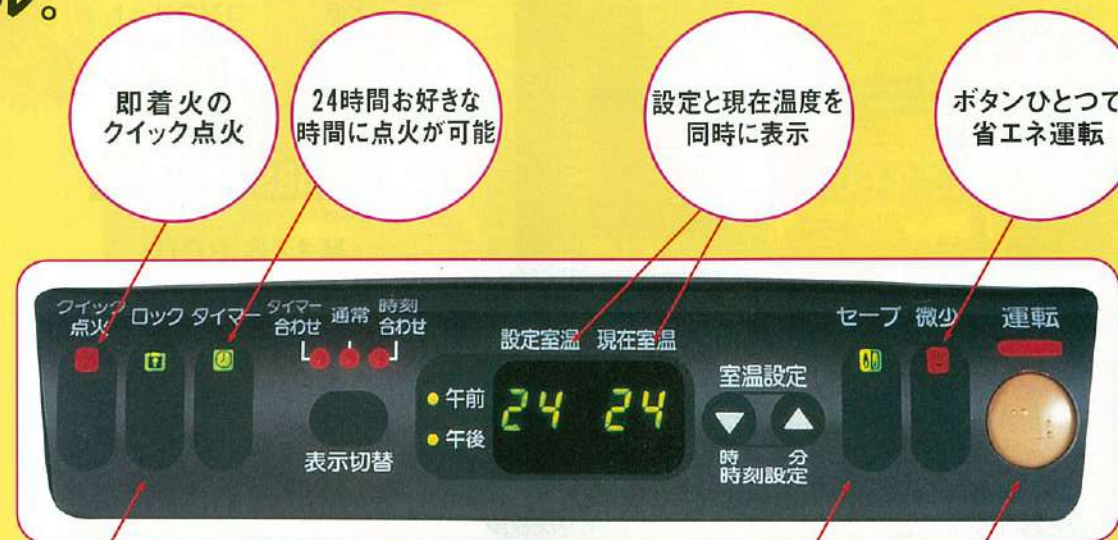 。
即着火の
クイック点火
24時間お好きな
時間に点火が可能
設定と現在温度を
同時に表示
ボタンひとつで
省エネ運転
クイック
点火
ロック
タイマー
タイマー
合わせ
通常
時刻
合わせ
設定室温
現在室温
セーブ
微少
運転
午前
午後
24
24
表示切替
室温設定
時
分
時刻設定